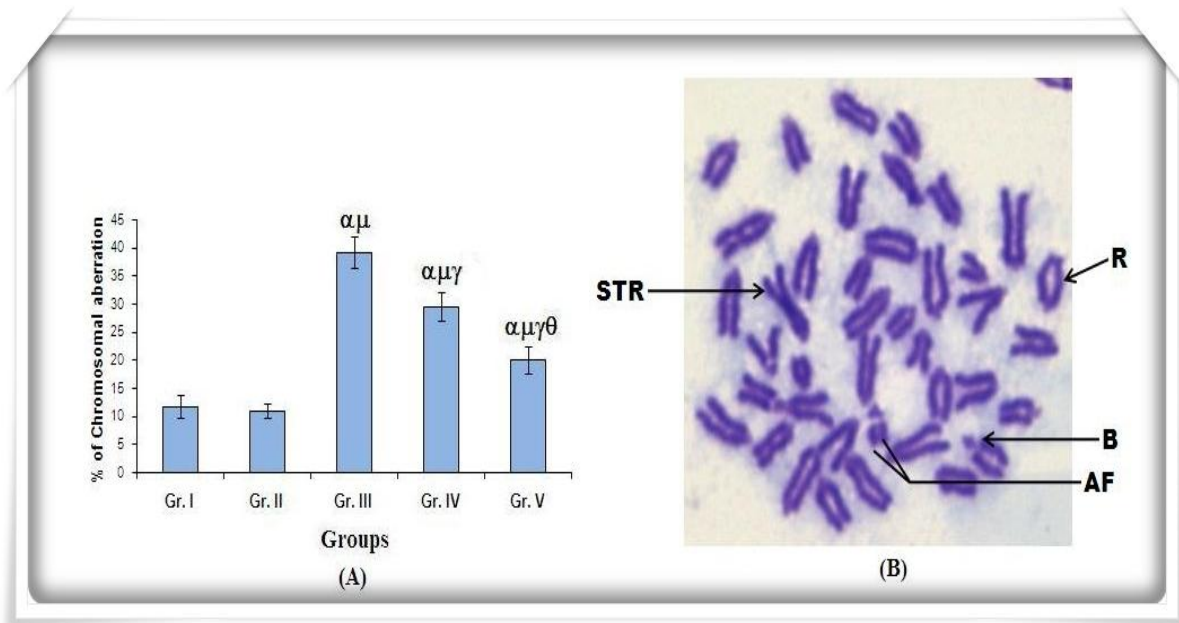 % of Chromosomal aberration
45
40
35
30
25
20
15
10
5
0
αμ
αμγ
αμγθ
Gr. I
Gr. II
Gr. III
Gr. IV
Gr. V
Groups
(A)
STR
R
B
AF
(B)